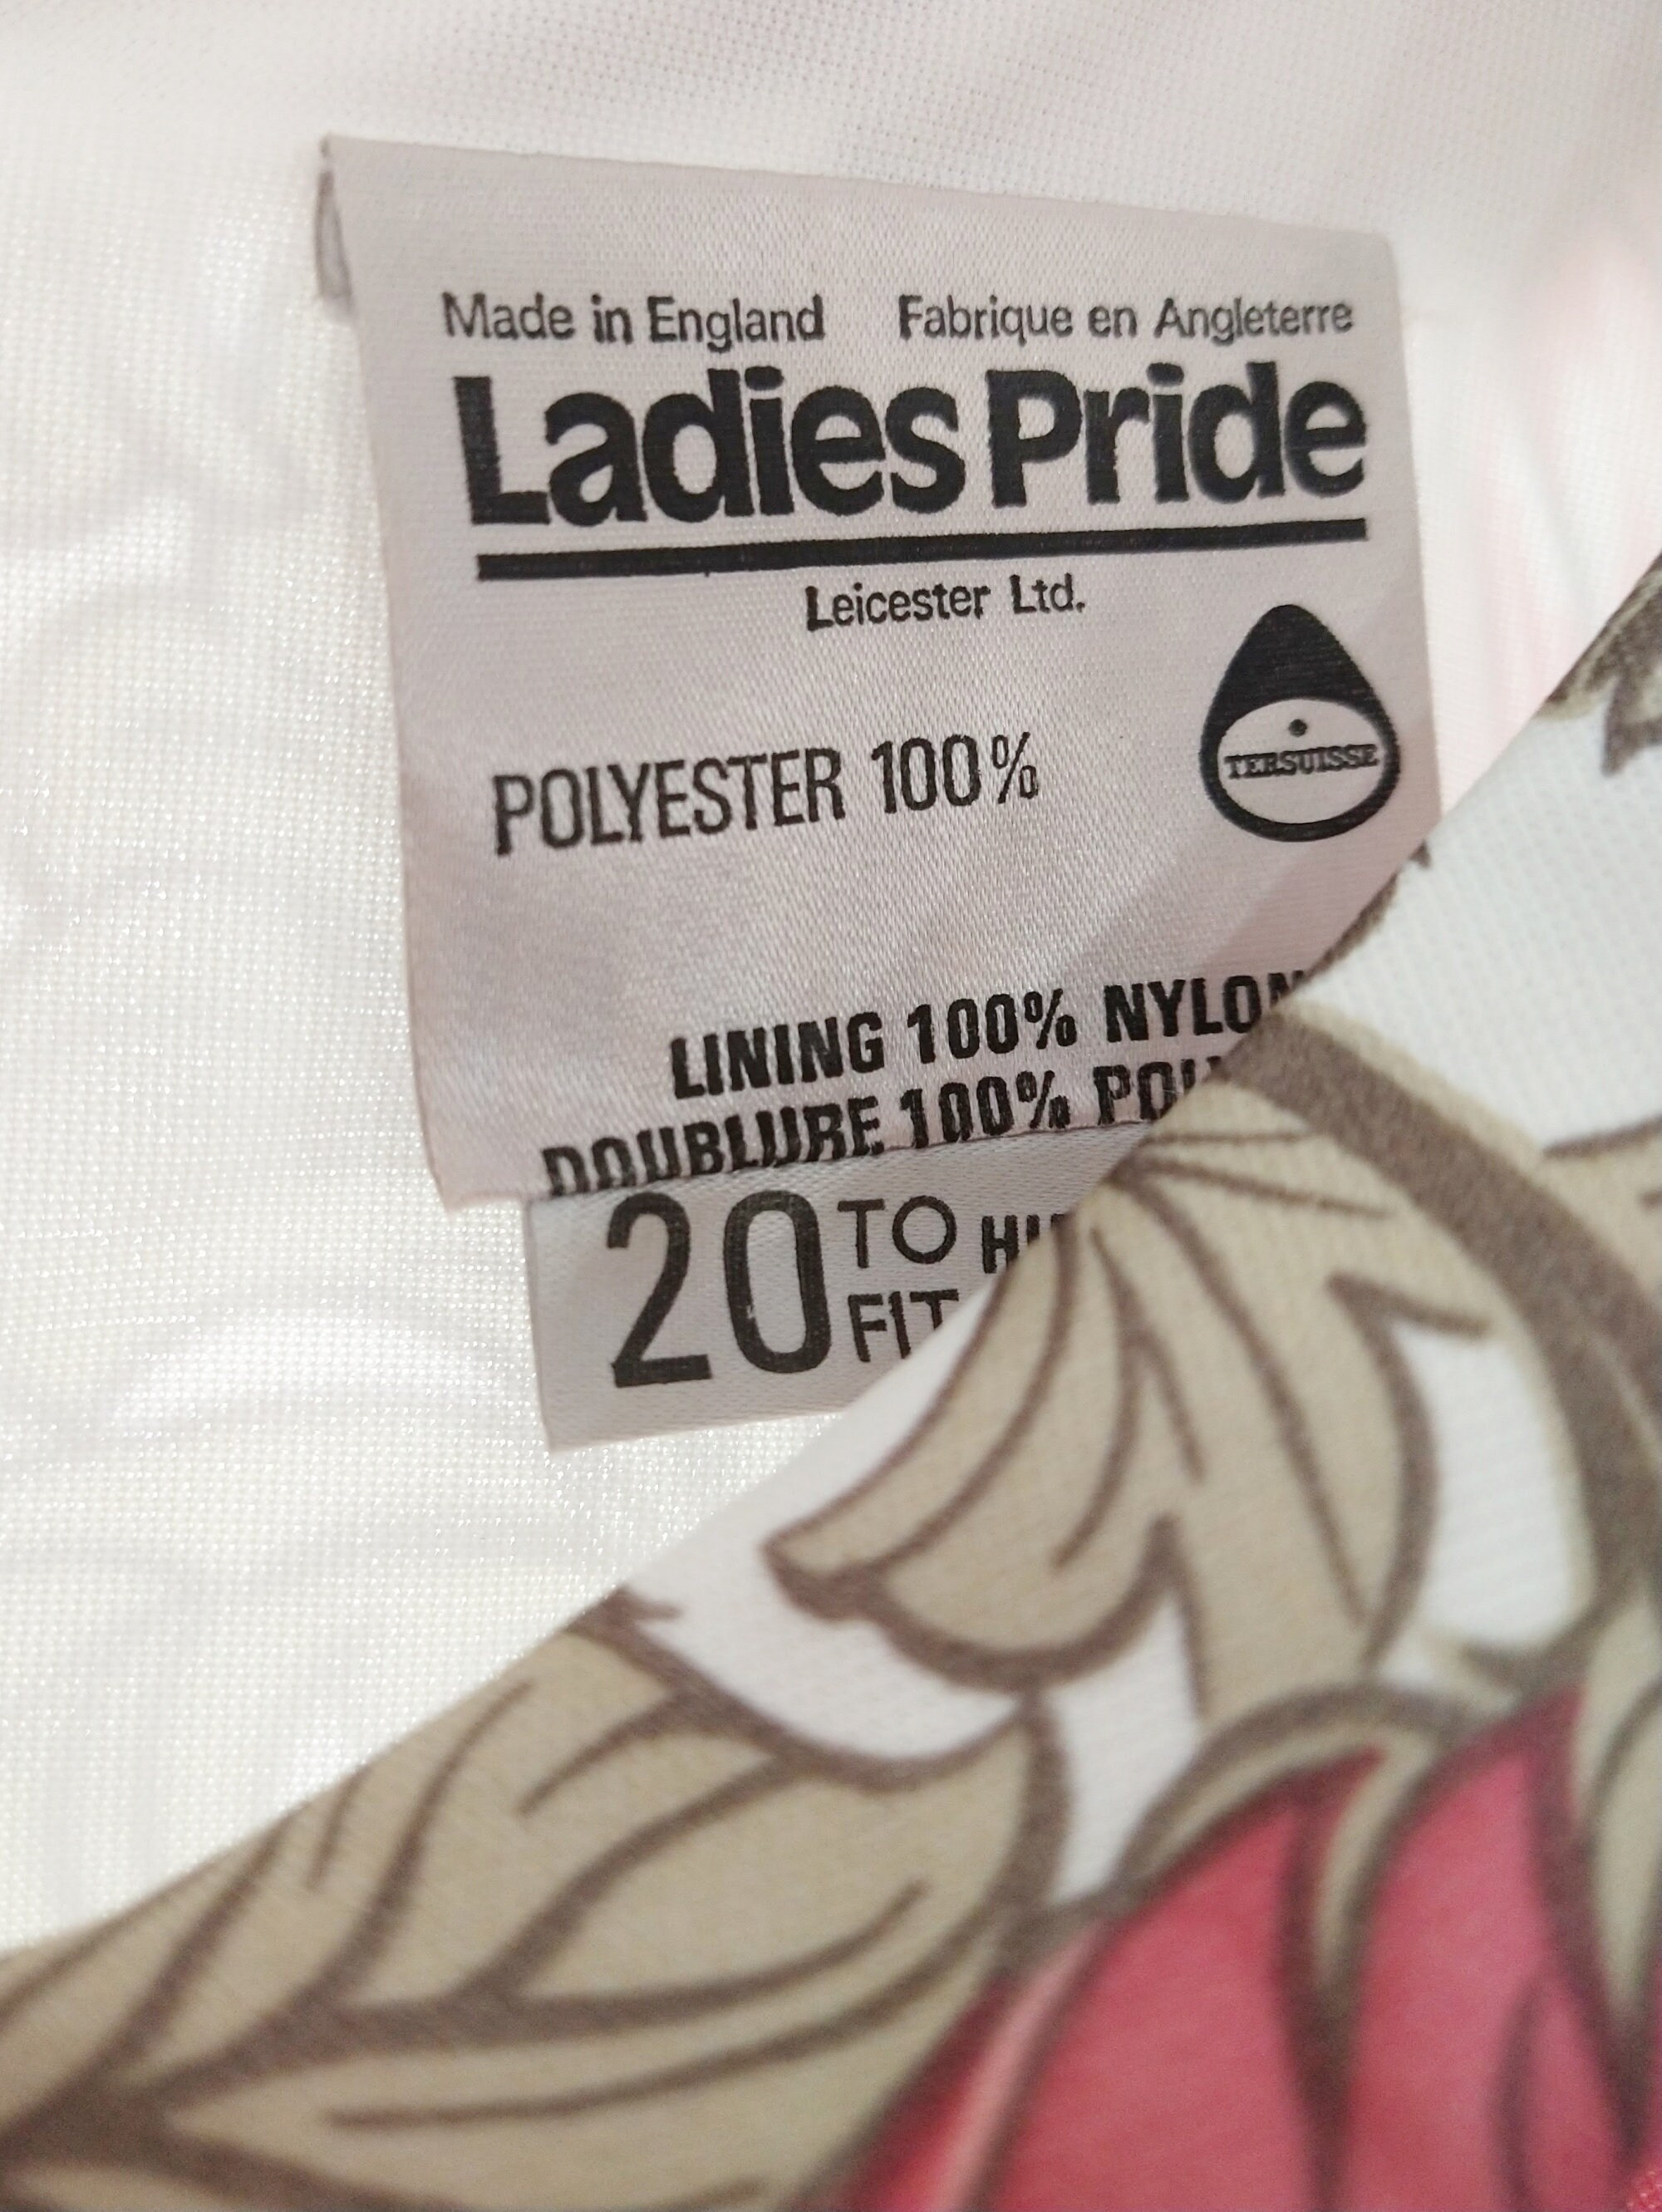 Made in England Fabrique en Angleterre
Ladies Pride
Leicester Ltd.
TERSUISSE
POLYESTER 100%
LINING 100% NYLON
DOUBLURE 100%
20 TO
FIT